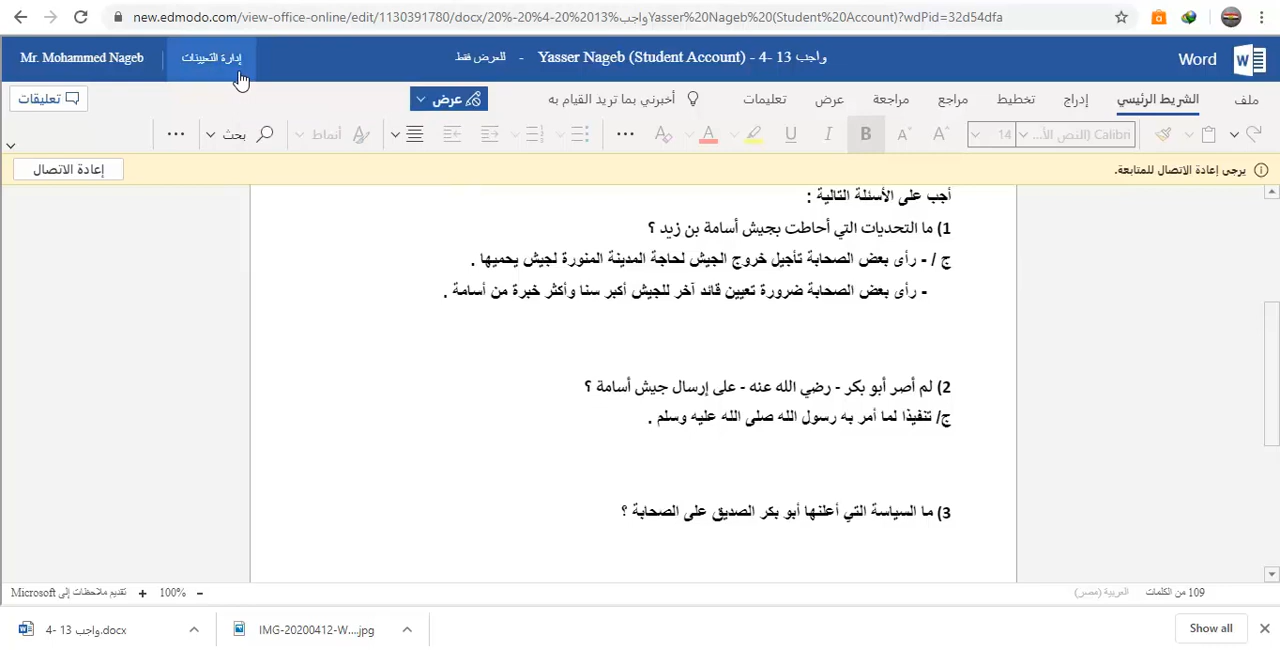 new.edmodo.com/view-office-online/edit/1130391780/docx/20%-20%4-20%2013%واجبYasser%20Nageb%20(Student%20Account)?wdPid=32d54dfa
Mr. Mohammed Nageb
إدارة التعيينات
للعرض فقط - Yasser Nageb (Student Account) - واجب 13 -4
Word
ملف
الشريط الرئيسي
إدراج
تخطيط
مراجع
مراجعة
عرض
تعليمات
أخبرني بما تريد القيام به
عرض
تعليقات
Calibri (النص الأ...
14
أنماط
بحث
يرجى إعادة الاتصال للمتابعة.
إعادة الاتصال
أجب على الأسئلة التالية :
1) ما التحديات التي أحاطت بجيش أسامة بن زيد ؟
ج / - رأى بعض الصحابة تأجيل خروج الجيش لحاجة المدينة المنورة لجيش يحميها .
- رأى بعض الصحابة ضرورة تعيين قائد آخر للجيش أكبر سنا وأكثر خبرة من أسامة .
2) لم أصر أبو بكر - رضي الله عنه - على إرسال جيش أسامة ؟
ج/ تنفيذًا لما أمر به رسول الله صلى الله عليه وسلم .
3) ما السياسة التي أعلنها أبو بكر الصديق على الصحابة ؟
109 من الكلمات
العربية (مصر)
100%
تقديم ملاحظات إلى Microsoft
واجب 13 -4.docx
IMG-20200412-W....jpg
Show all